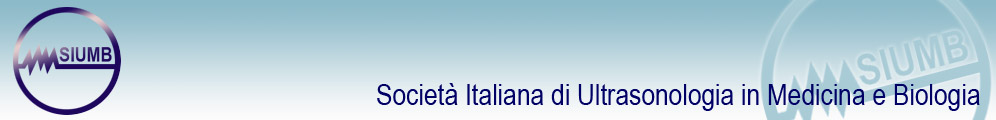 SIUMB
SIUMB
Società Italiana di Ultrasonologia in Medicina e Biologia